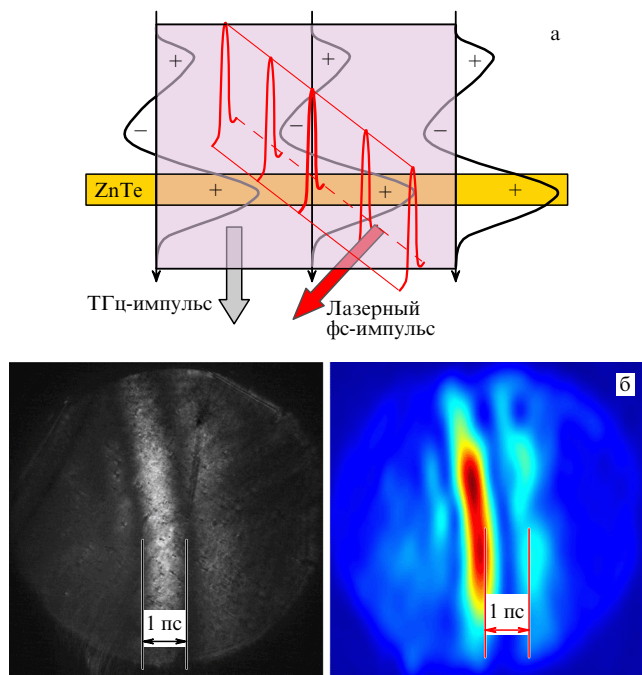 а
+ + +
− − −
ZnTe
+ + +
ТГц-импульс
Лазерный
фс-импульс
б
1 пс
1 пс